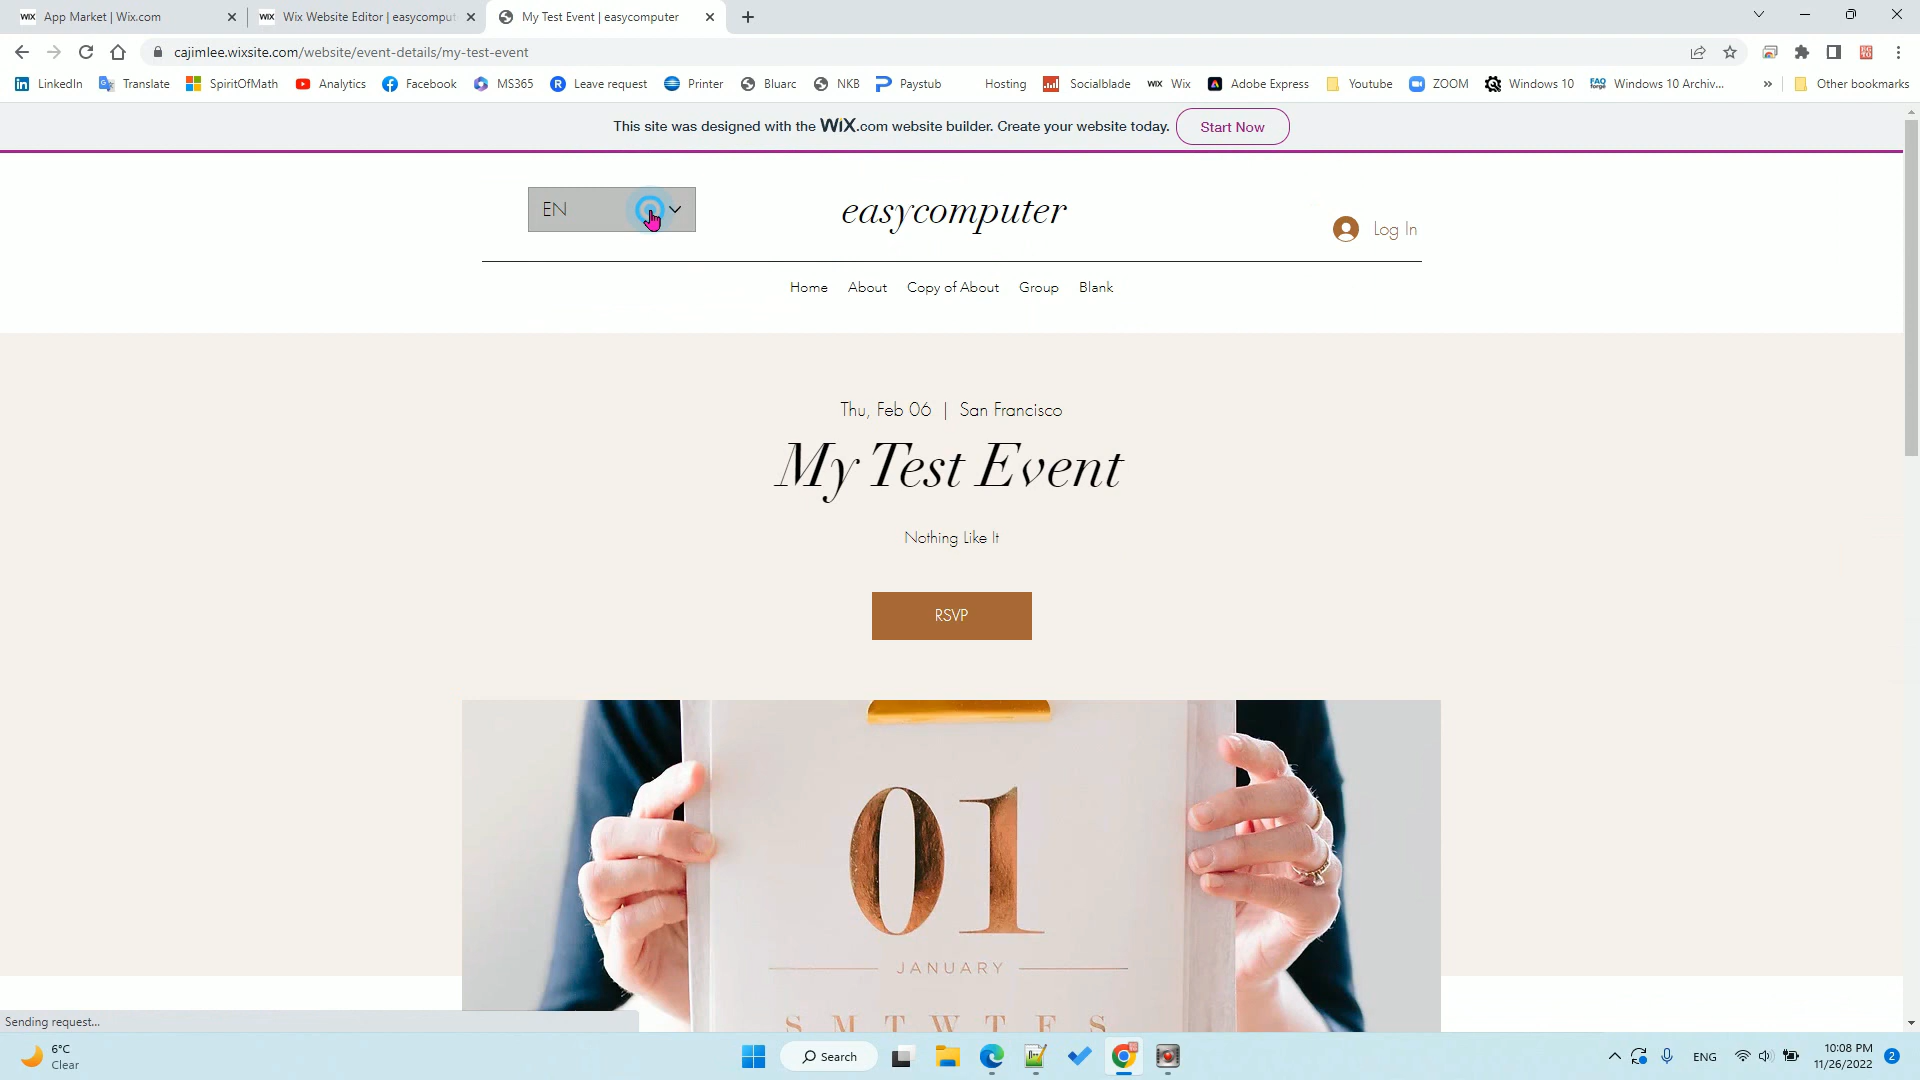 WIX App Market | Wix.com
WIX Wix Website Editor | easycomput
My Test Event | easycomputer
cajimlee.wixsite.com/website/event-details/my-test-event
LinkedIn Translate SpiritOfMath Analytics Facebook MS365 Leave request Printer Bluarc NKB Paystub Hosting Socialblade WIX Wix Adobe Express Youtube ZOOM Windows 10 FAQ Windows 10 Archiv... » Other bookmarks
This site was designed with the WIX.com website builder. Create your website today. Start Now
EN
easycomputer
Log In
Home About Copy of About Group Blank
Thu, Feb 06 | San Francisco
My Test Event
Nothing Like It
RSVP
01
JANUARY
S M T W T F S
Sending request...
6°C
Clear
Search
ENG
10:08 PM
11/26/2022
2